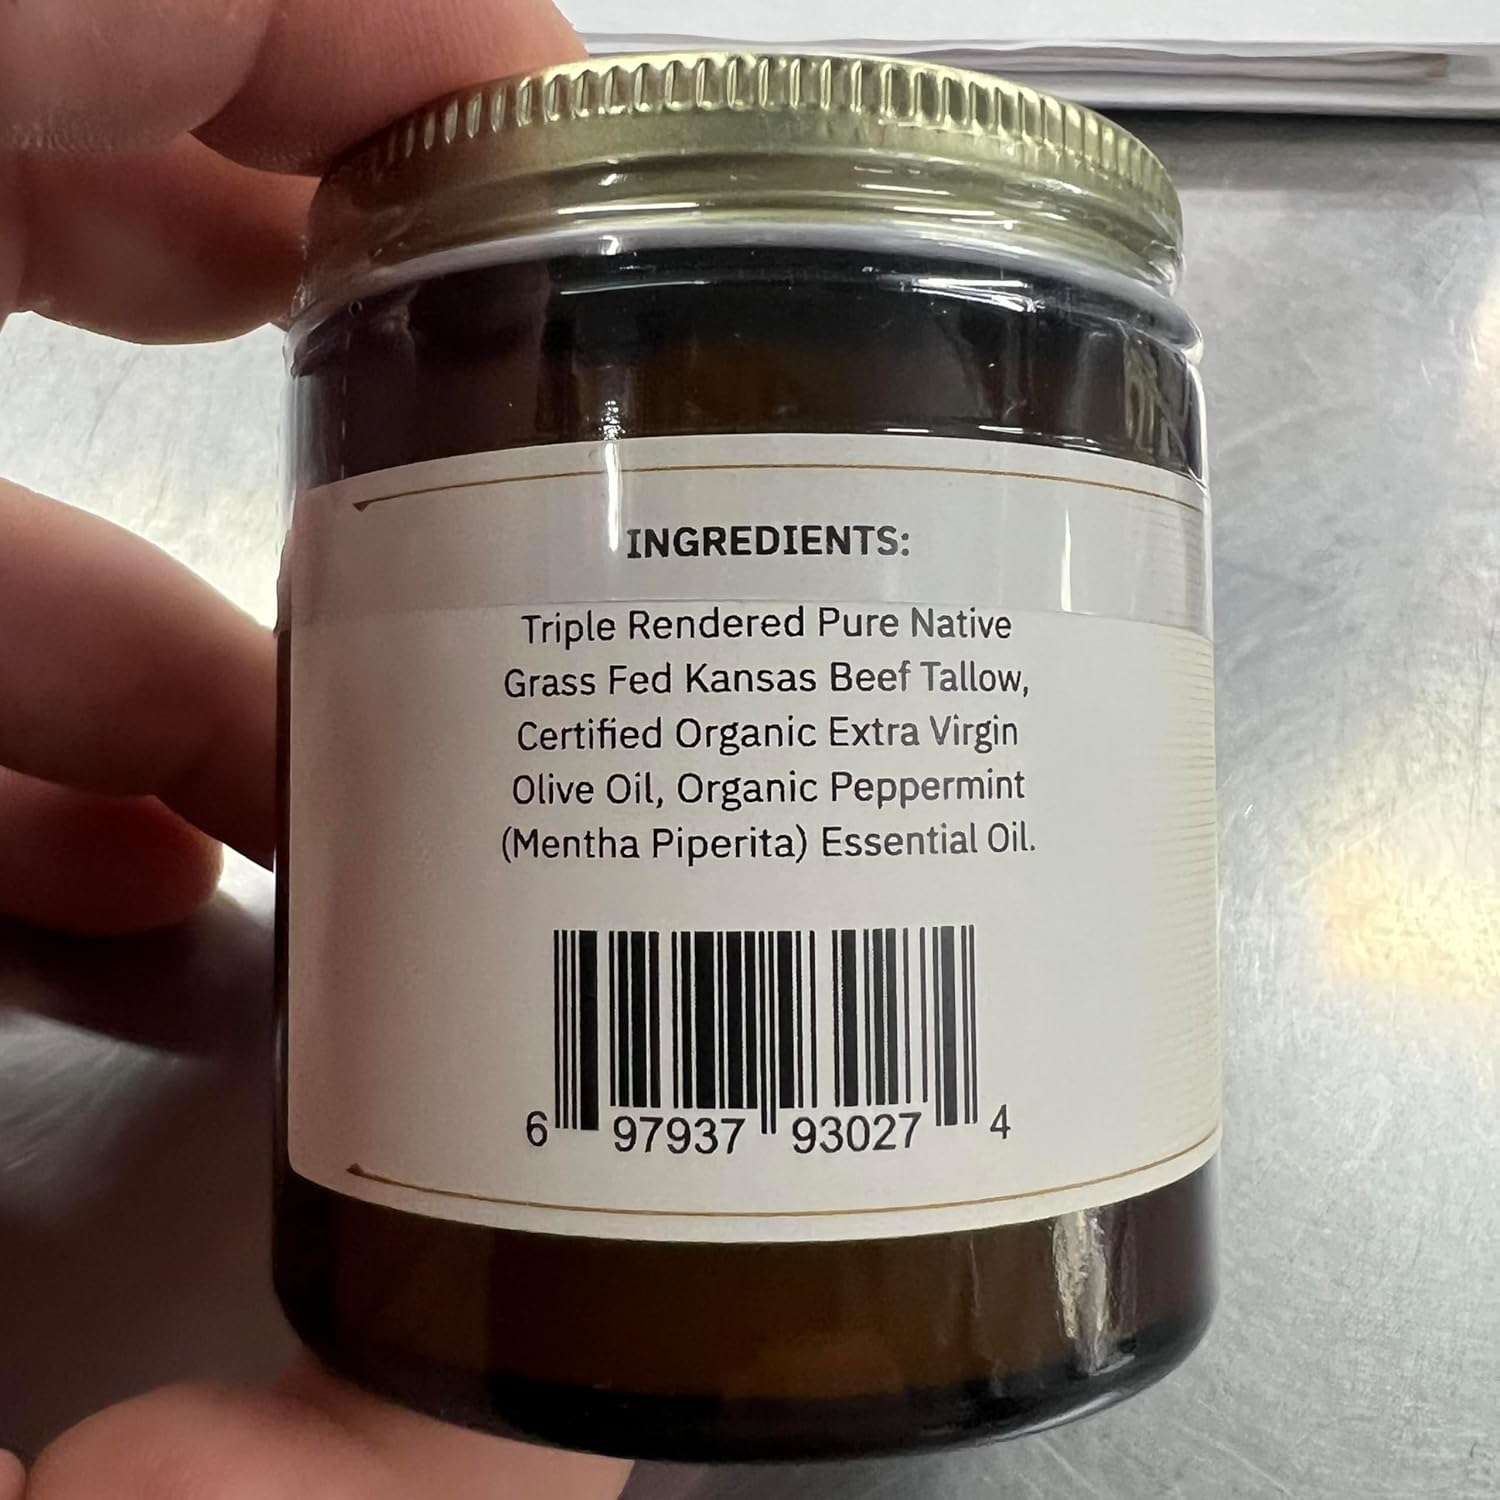 INGREDIENTS:
Triple Rendered Pure Native
Grass Fed Kansas Beef Tallow,
Certified Organic Extra Virgin
Olive Oil, Organic Peppermint
(Mentha Piperita) Essential Oil.
6 97937 93027 4